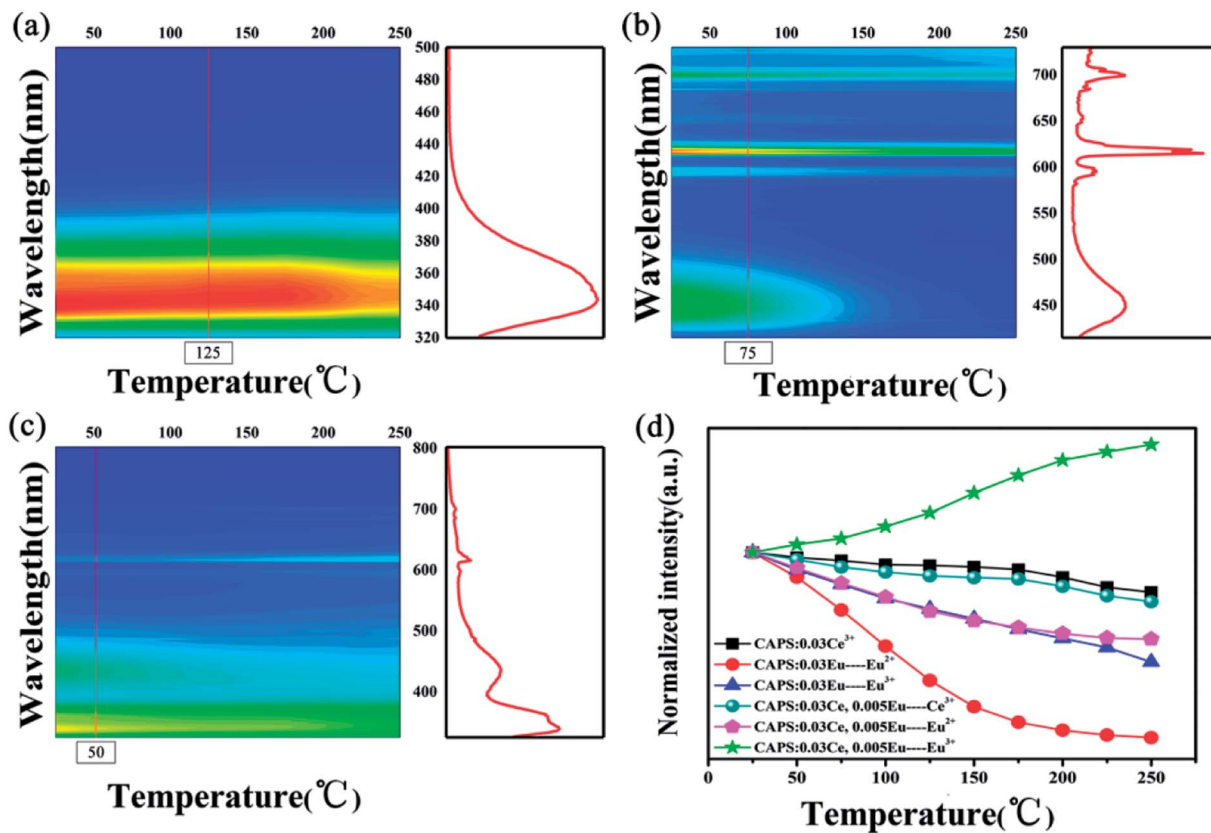 (a)
50 100 150 200 250
Wavelength(nm)
500
480
460
440
420
400
380
360
340
320
125
Temperature(℃)
(b)
50 100 150 200 250
Wavelength(nm)
700
650
600
550
500
450
75
Temperature(℃)
(c)
50 100 150 200 250
Wavelength(nm)
800
700
600
500
400
50
Temperature(℃)
(d)
Normalized intensity(a.u.)
CAPS:0.03Ce³⁺
CAPS:0.03Eu----Eu²⁺
CAPS:0.03Eu----Eu³⁺
CAPS:0.03Ce, 0.005Eu----Ce³⁺
CAPS:0.03Ce, 0.005Eu----Eu²⁺
CAPS:0.03Ce, 0.005Eu----Eu³⁺
0 50 100 150 200 250
Temperature(℃)